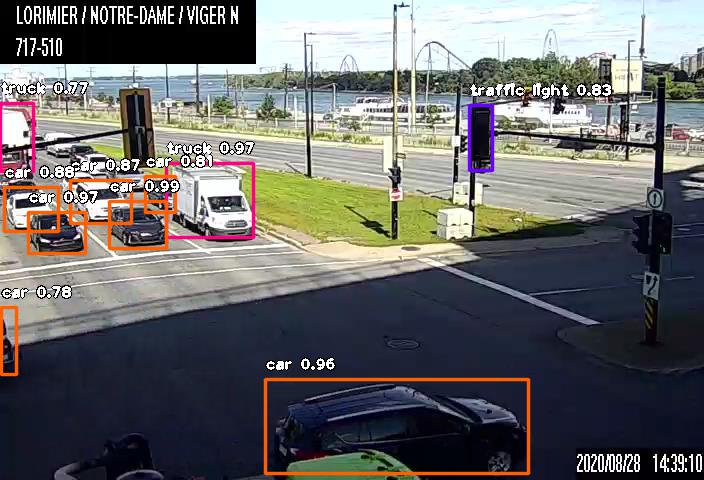 LORIMIER / NOTRE-DAME / VIGER N
717-510
truck 0.77
traffic light 0.83
truck 0.97
car 0.81
car 0.87
car 0.88
car 0.99
car 0.97
car 0.78
car 0.96
2020/08/28 14:39:10